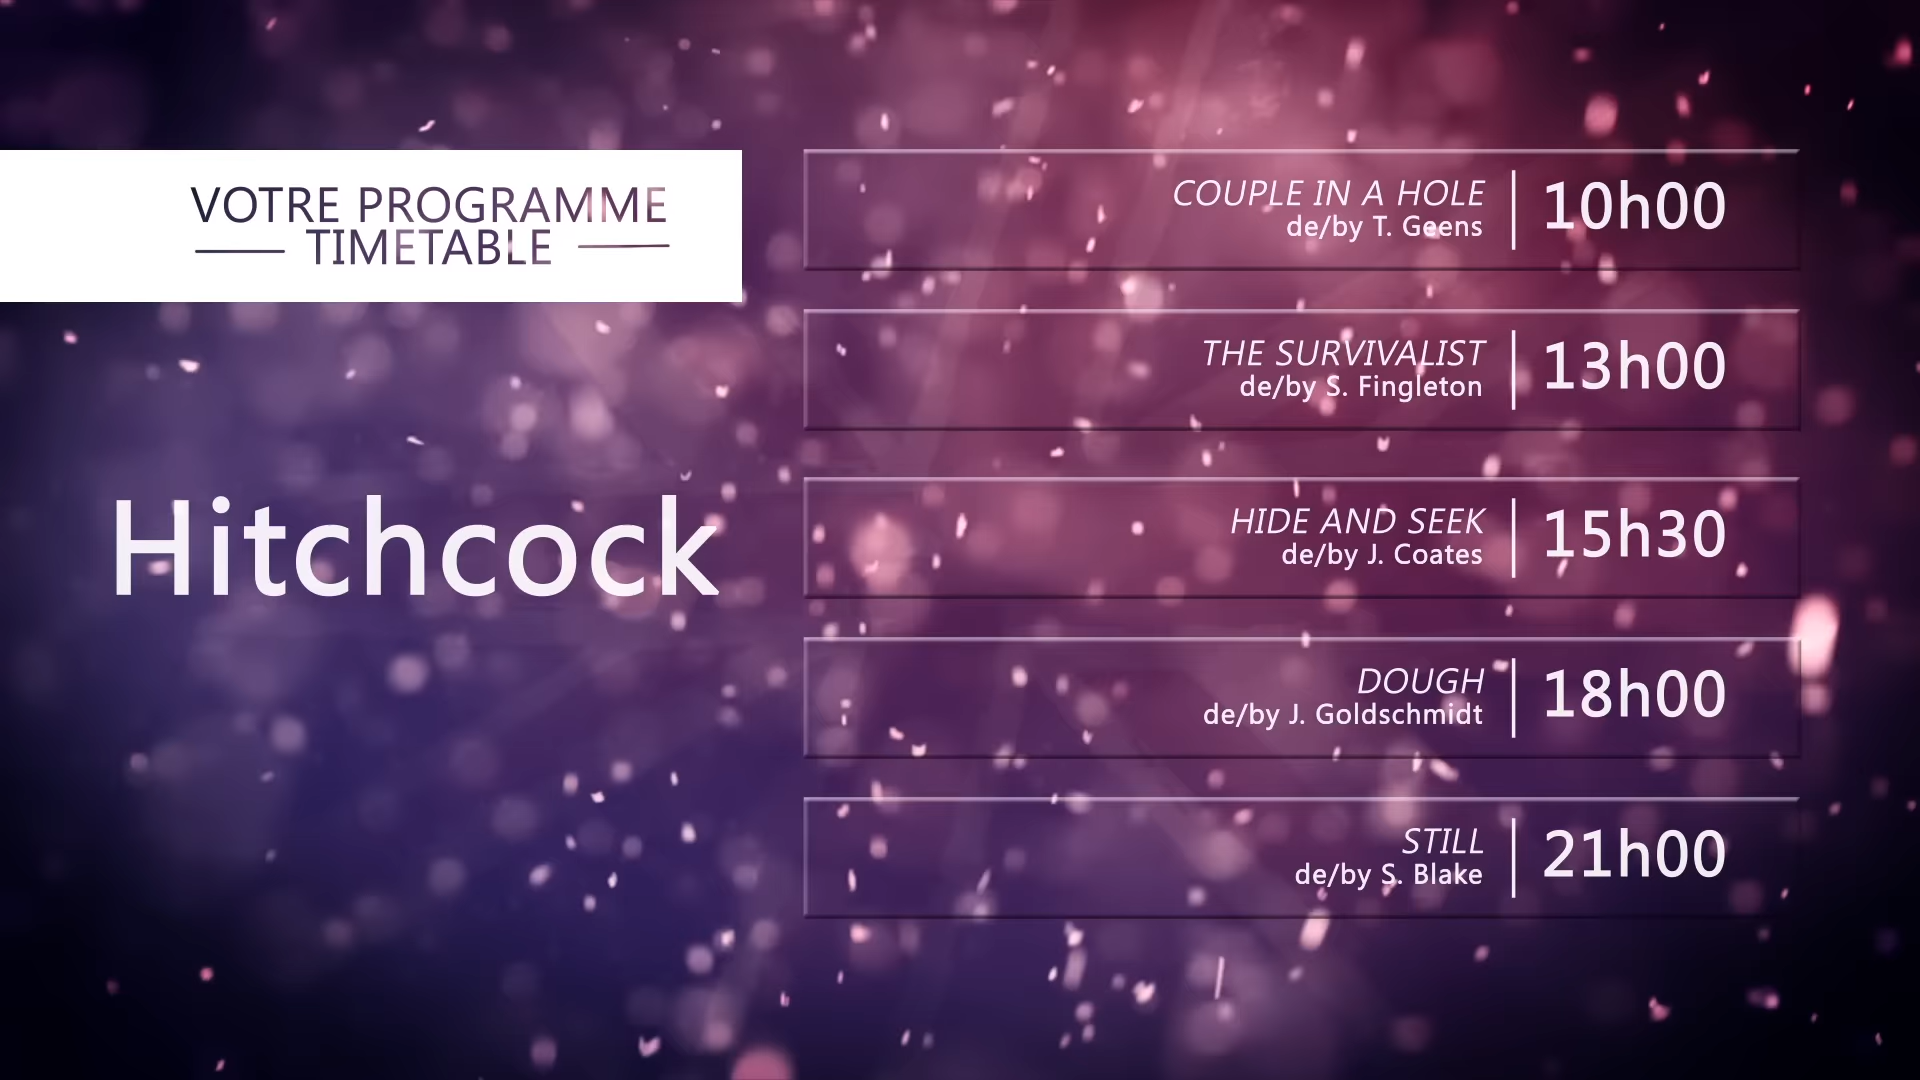 VOTRE PROGRAMME
TIMETABLE
Hitchcock
COUPLE IN A HOLE
de/by T. Geens
10h00
THE SURVIVALIST
de/by S. Fingleton
13h00
HIDE AND SEEK
de/by J. Coates
15h30
DOUGH
de/by J. Goldschmidt
18h00
STILL
de/by S. Blake
21h00